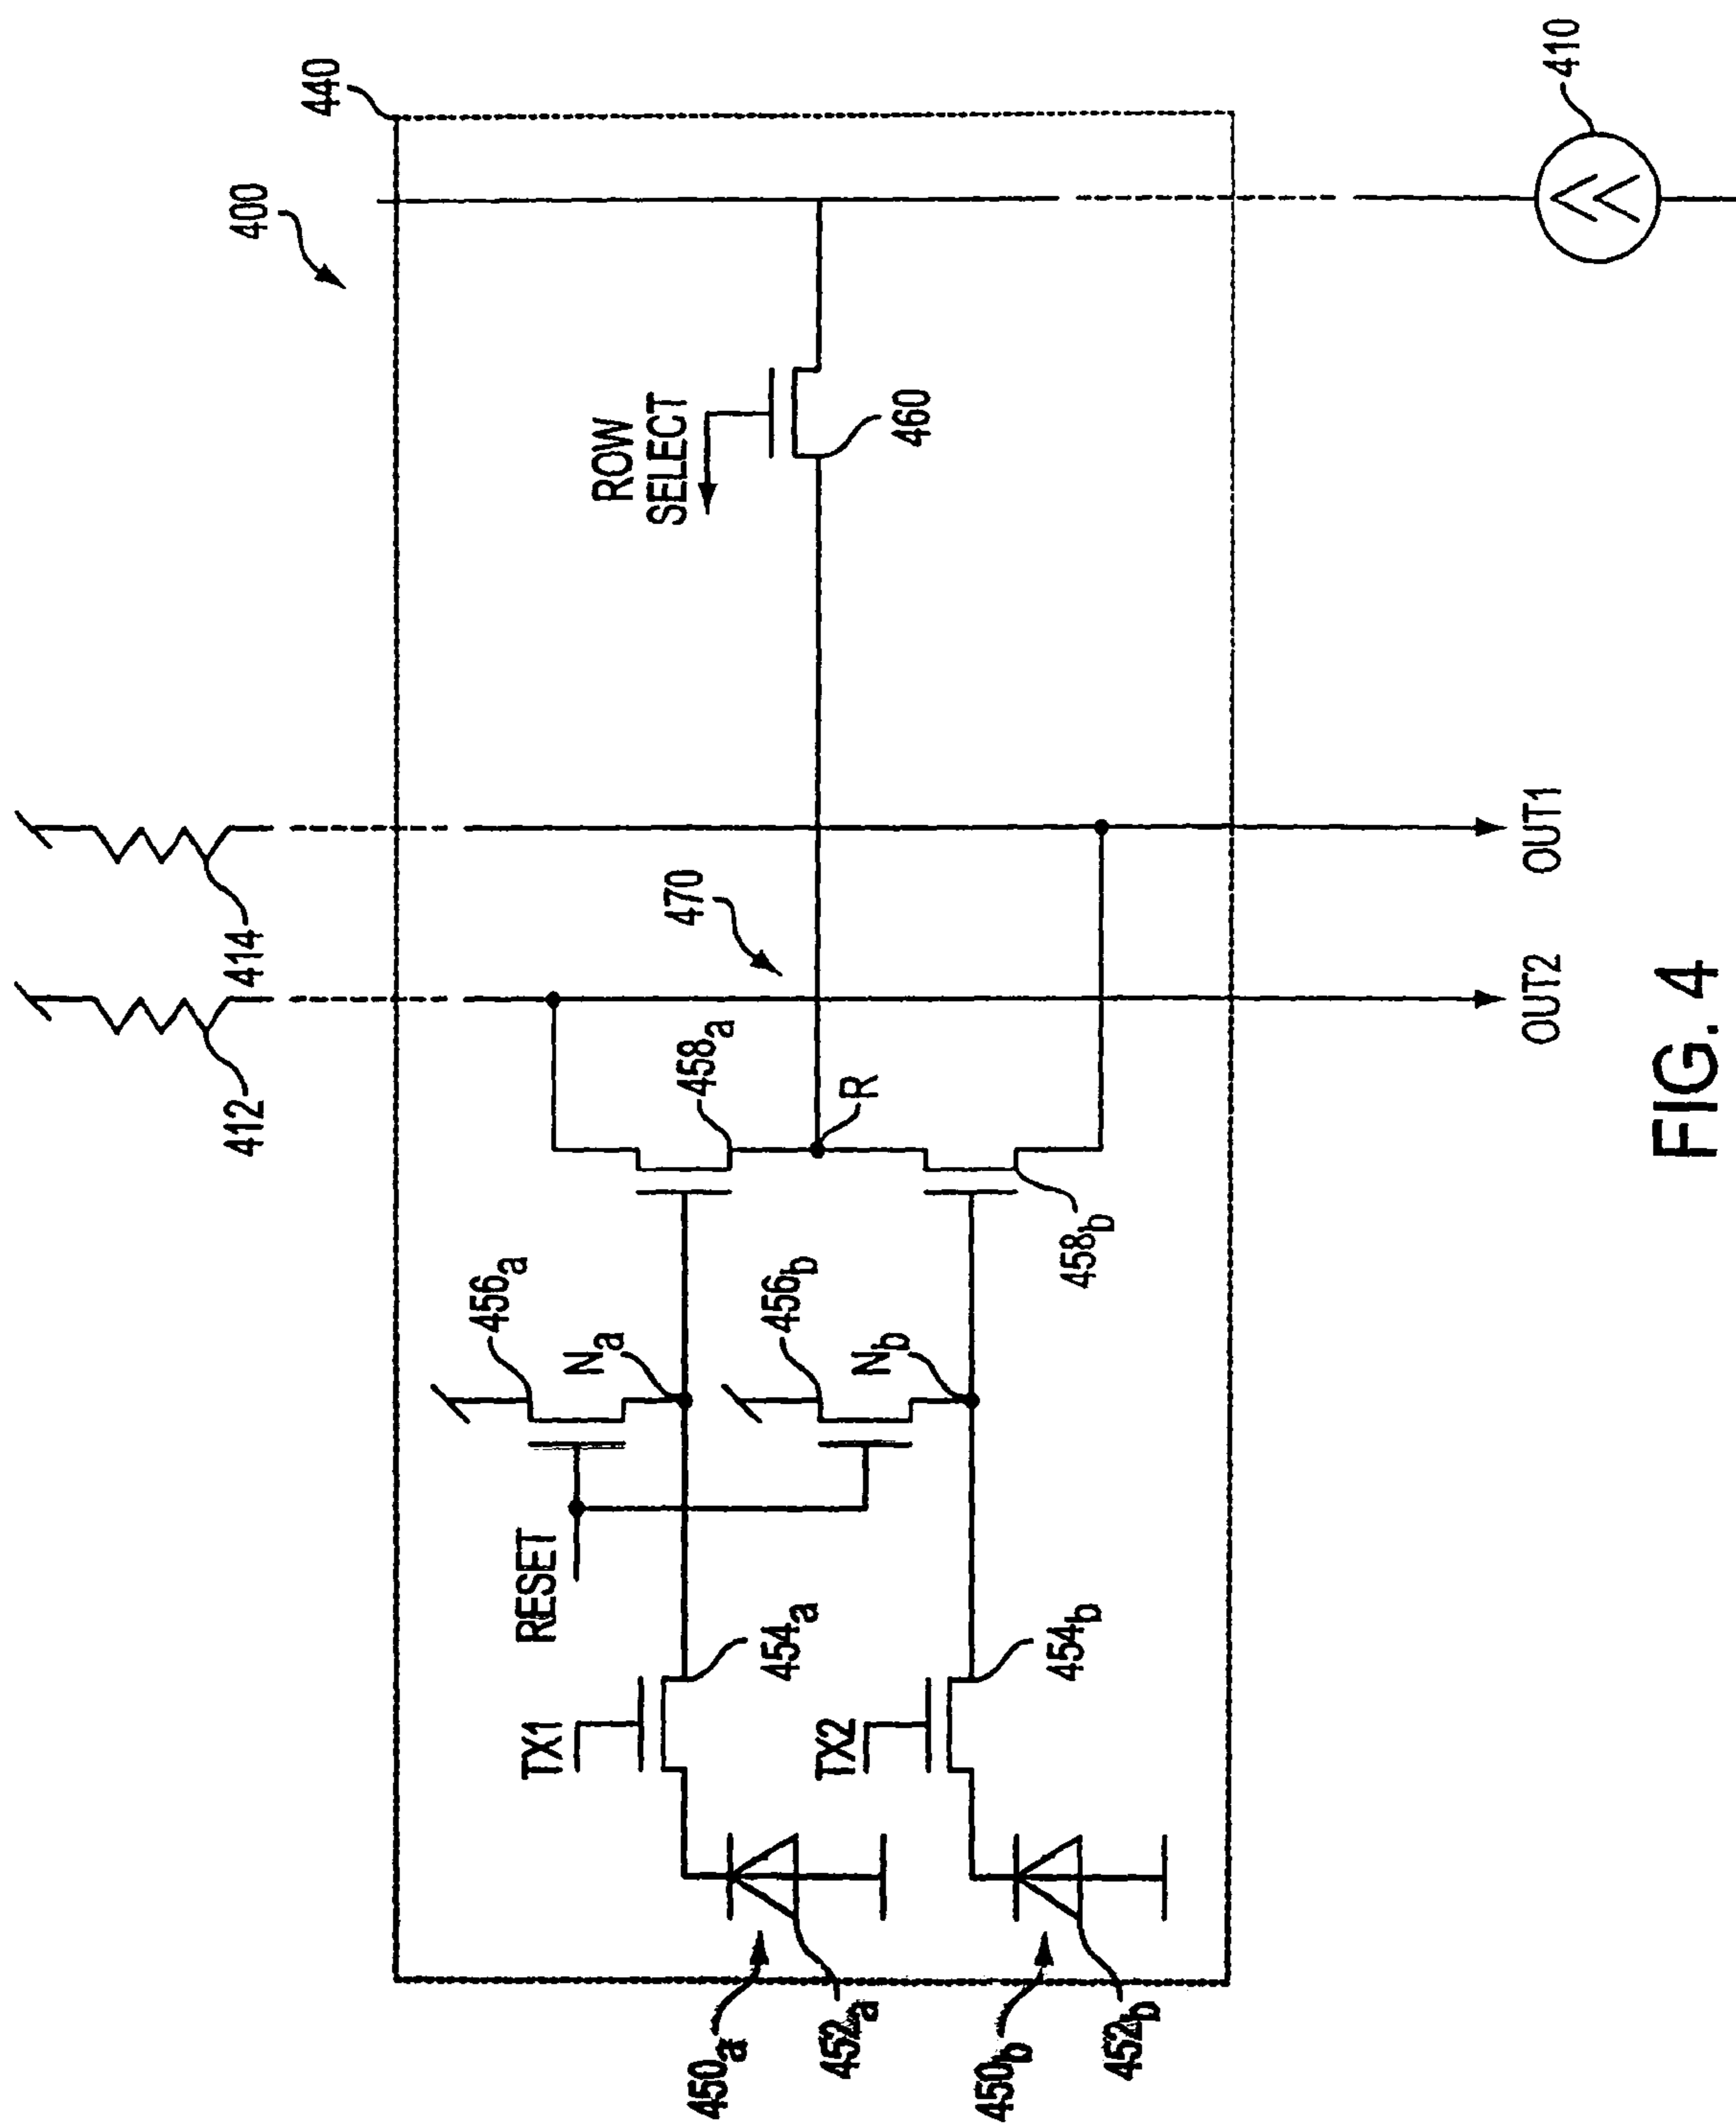 440
400
410
ROW
SELECT
460
414
412
470
458a
R
458b
OUT1
OUT2
456a
Na
456b
Nb
RESET
TX1
454a
TX2
454b
450a
452a
450b
452b
FIG. 4